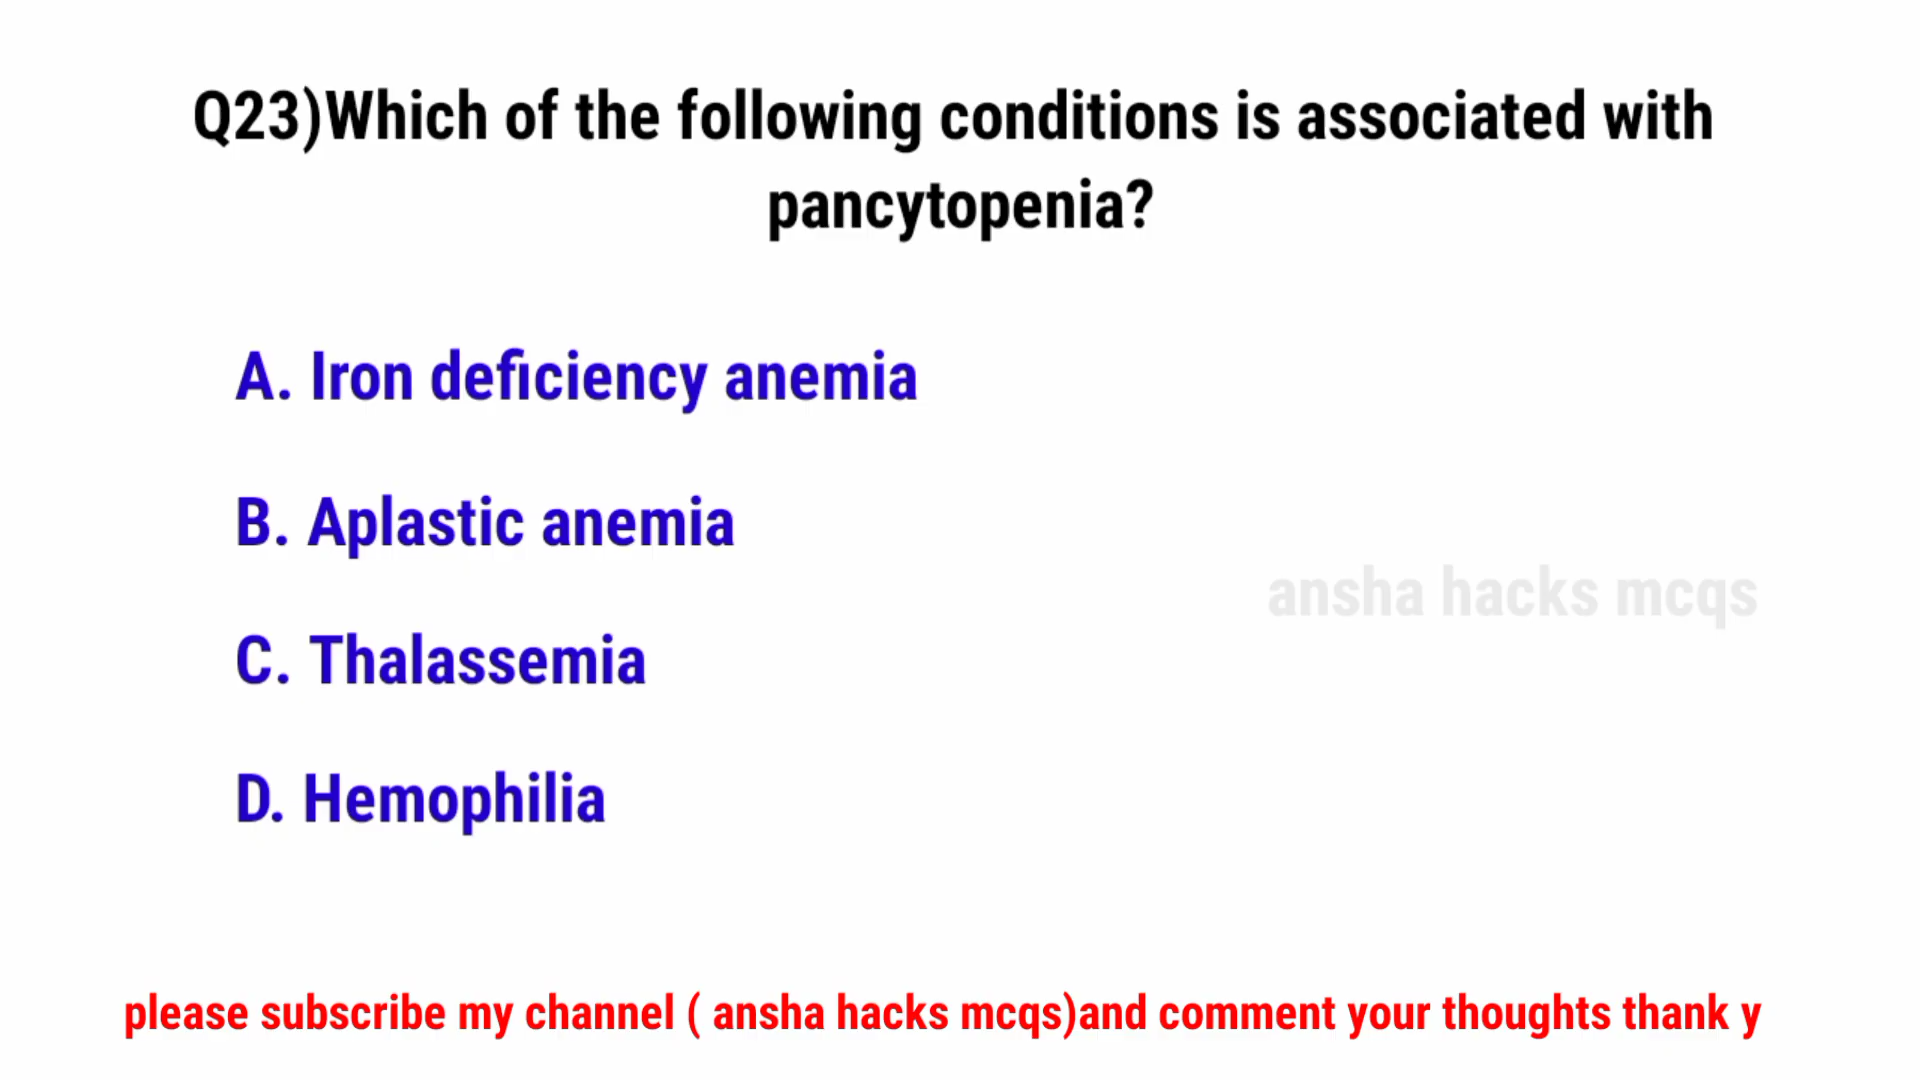 Q23)Which of the following conditions is associated with
pancytopenia?
A. Iron deficiency anemia
B. Aplastic anemia
ansha hacks mcqs
C. Thalassemia
D. Hemophilia
please subscribe my channel ( ansha hacks mcqs)and comment your thoughts thank y